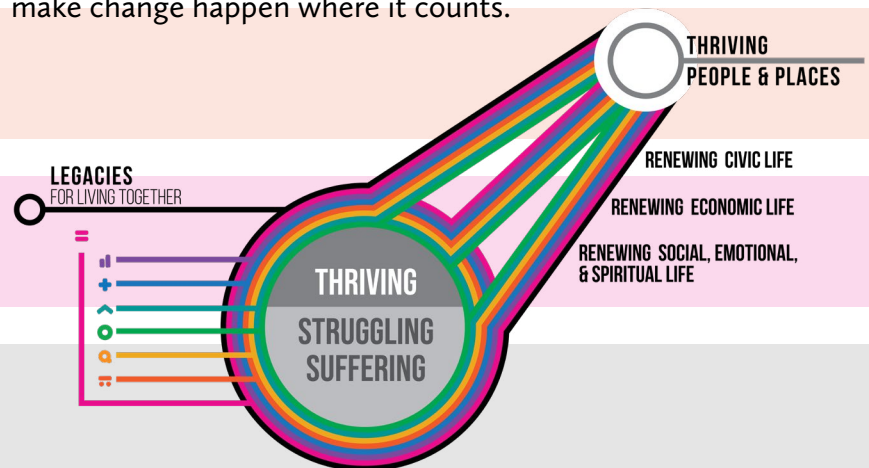 make change happen where it counts.
THRIVING
PEOPLE & PLACES
LEGACIES
FOR LIVING TOGETHER
RENEWING CIVIC LIFE
RENEWING ECONOMIC LIFE
RENEWING SOCIAL, EMOTIONAL,
& SPIRITUAL LIFE
THRIVING
STRUGGLING
SUFFERING